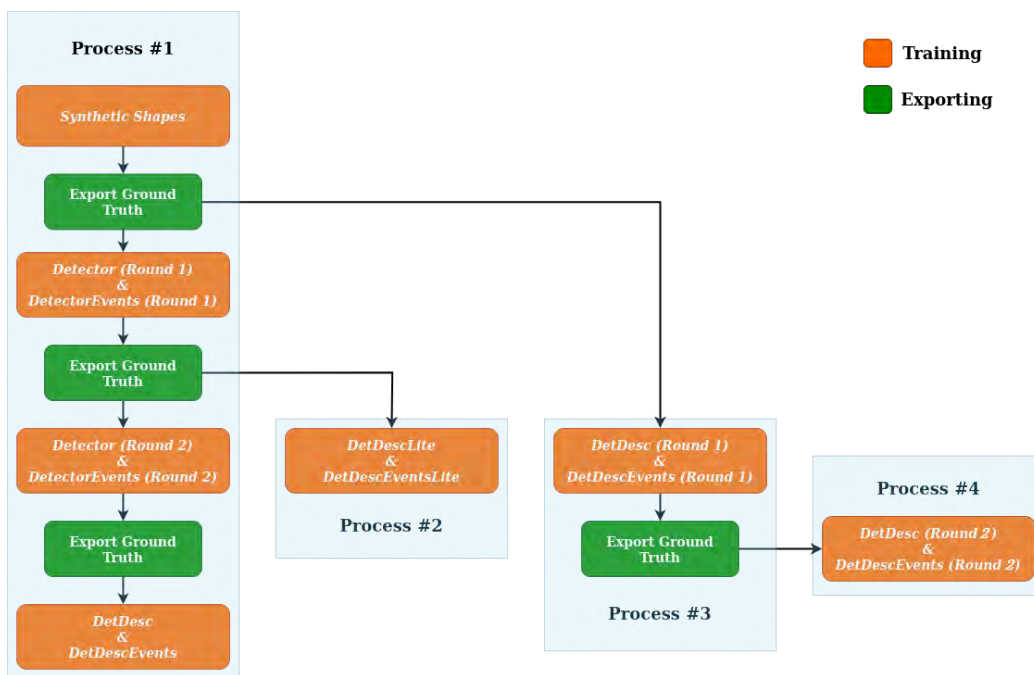 Process #1
Synthetic Shapes
Export Ground
Truth
Detector (Round 1)
&
DetectorEvents (Round 1)
Export Ground
Truth
Detector (Round 2)
&
DetectorEvents (Round 2)
Export Ground
Truth
DetDesc
&
DetDescEvents
DetDescLite
&
DetDescEventsLite
Process #2
DetDesc (Round 1)
&
DetDescEvents (Round 1)
Export Ground
Truth
Process #3
Process #4
DetDesc (Round 2)
&
DetDescEvents (Round 2)
Training
Exporting